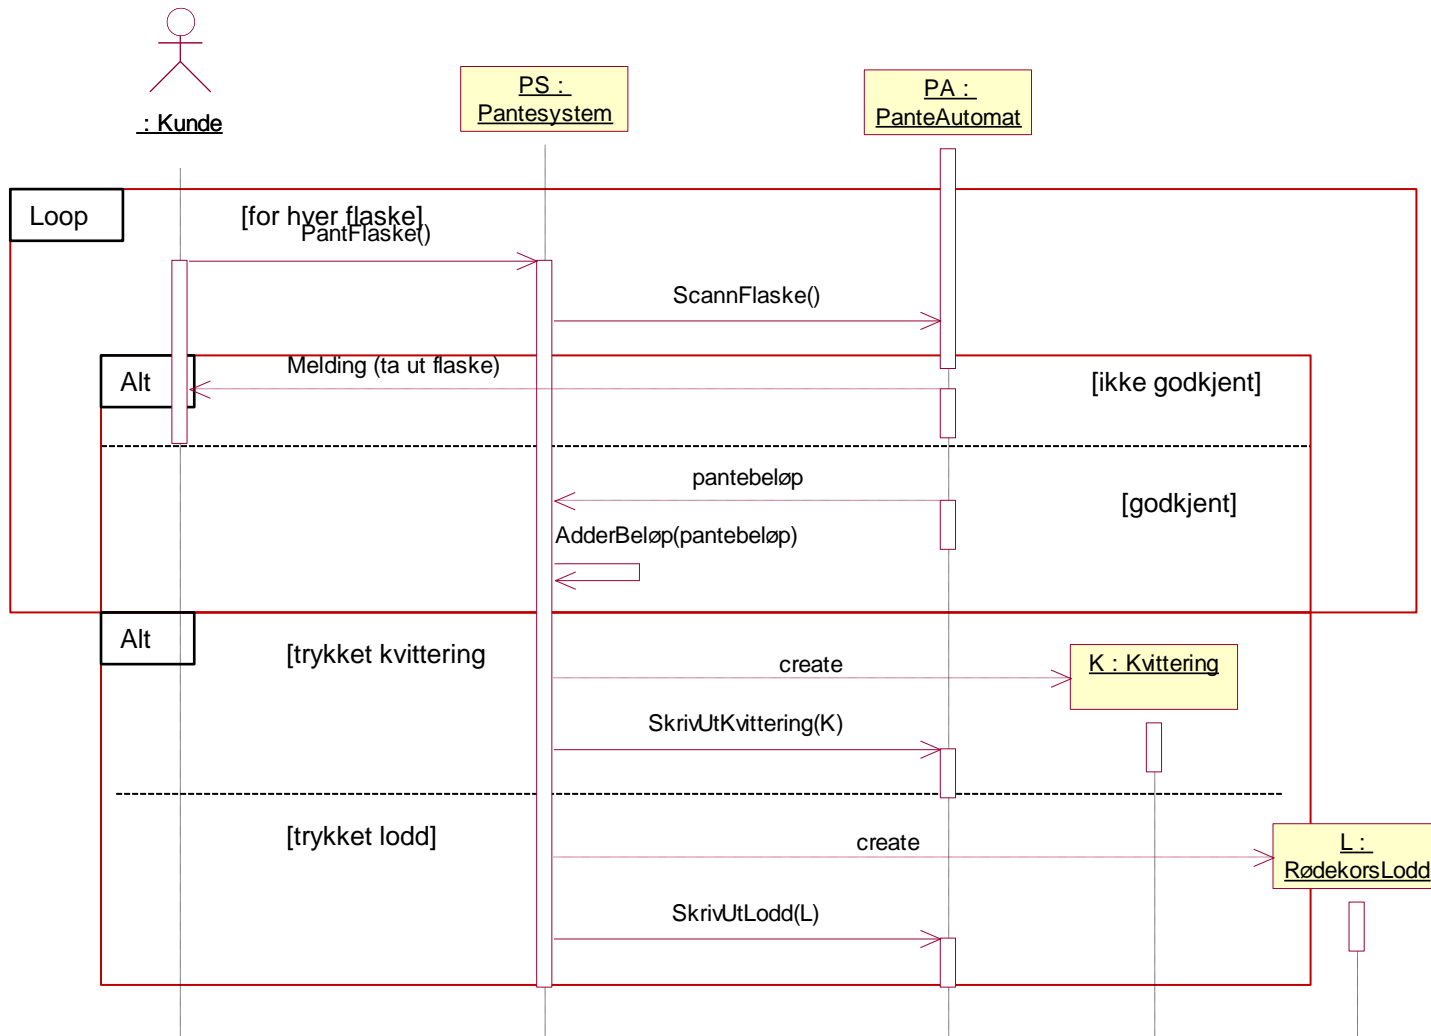 : Kunde
PS :
Pantesystem
PA :
PanteAutomat
Loop
[for hver flaske]
PantFlaske()
ScannFlaske()
Alt
Melding (ta ut flaske)
[ikke godkjent]
pantebeløp
[godkjent]
AdderBeløp(pantebeløp)
Alt
[trykket kvittering
create
K : Kvittering
SkrivUtKvittering(K)
[trykket lodd]
create
L :
RødekorsLodd
SkrivUtLodd(L)